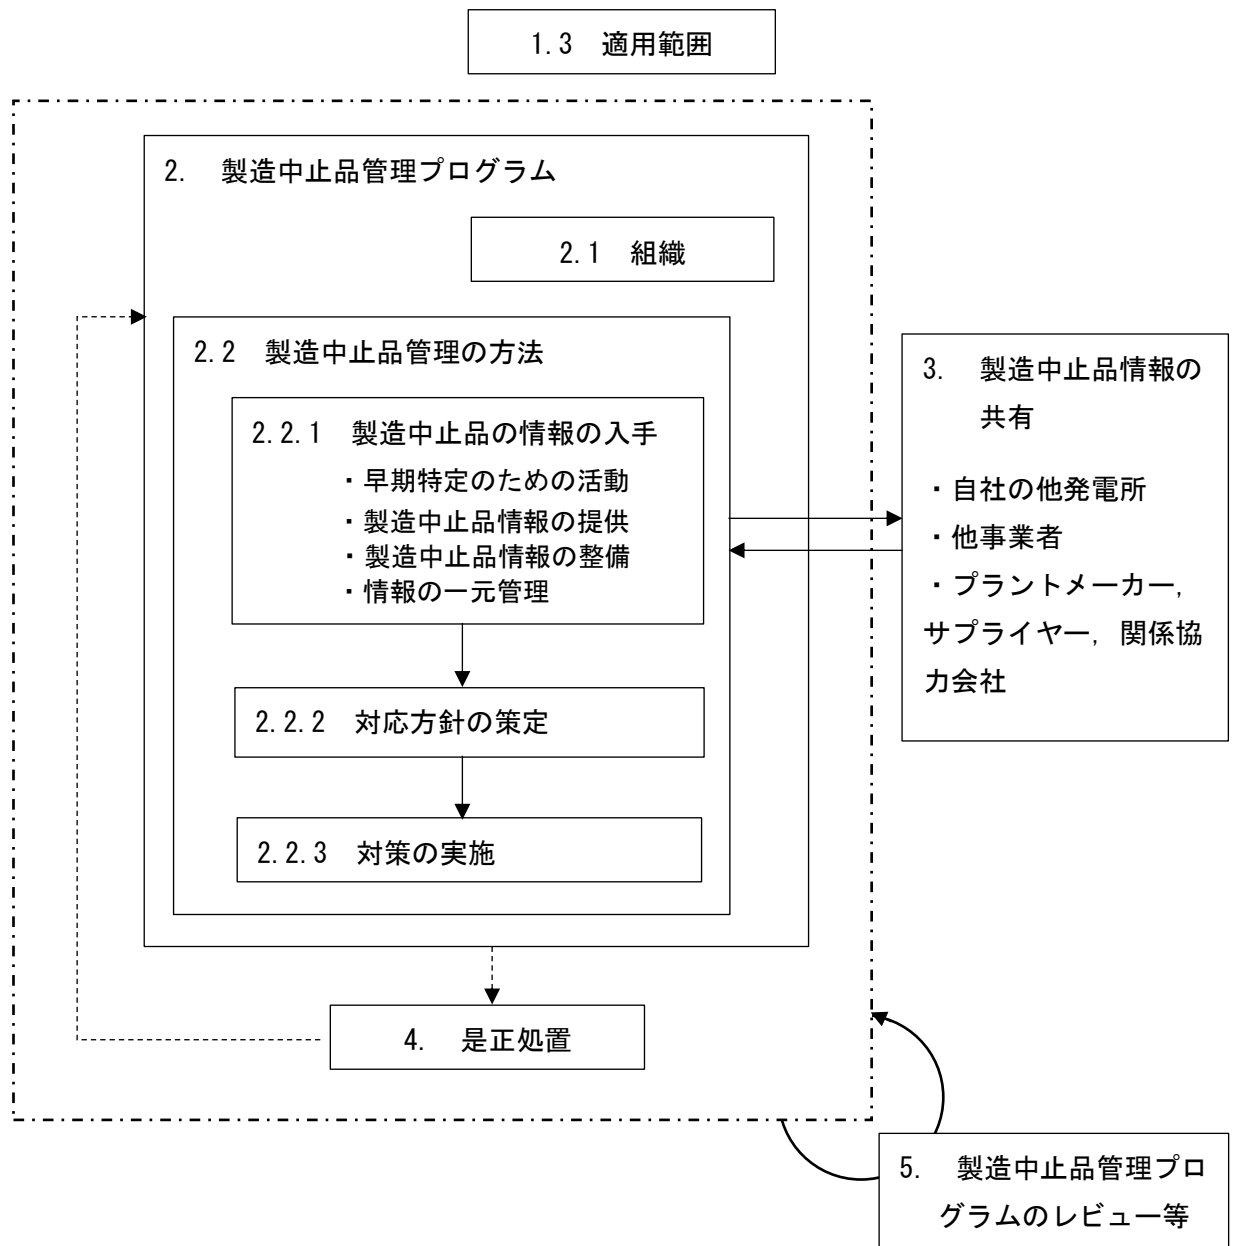 1.3 適用範囲
2. 製造中止品管理プログラム
2.1 組織
2.2 製造中止品管理の方法
2.2.1 製造中止品の情報の入手
・早期特定のための活動
・製造中止品情報の提供
・製造中止品情報の整備
・情報の一元管理
2.2.2 対応方針の策定
2.2.3 対策の実施
3. 製造中止品情報の
共有
・自社の他発電所
・他事業者
・プラントメーカー,
サプライヤー, 関係協
力会社
4. 是正処置
5. 製造中止品管理プロ
グラムのレビュー等